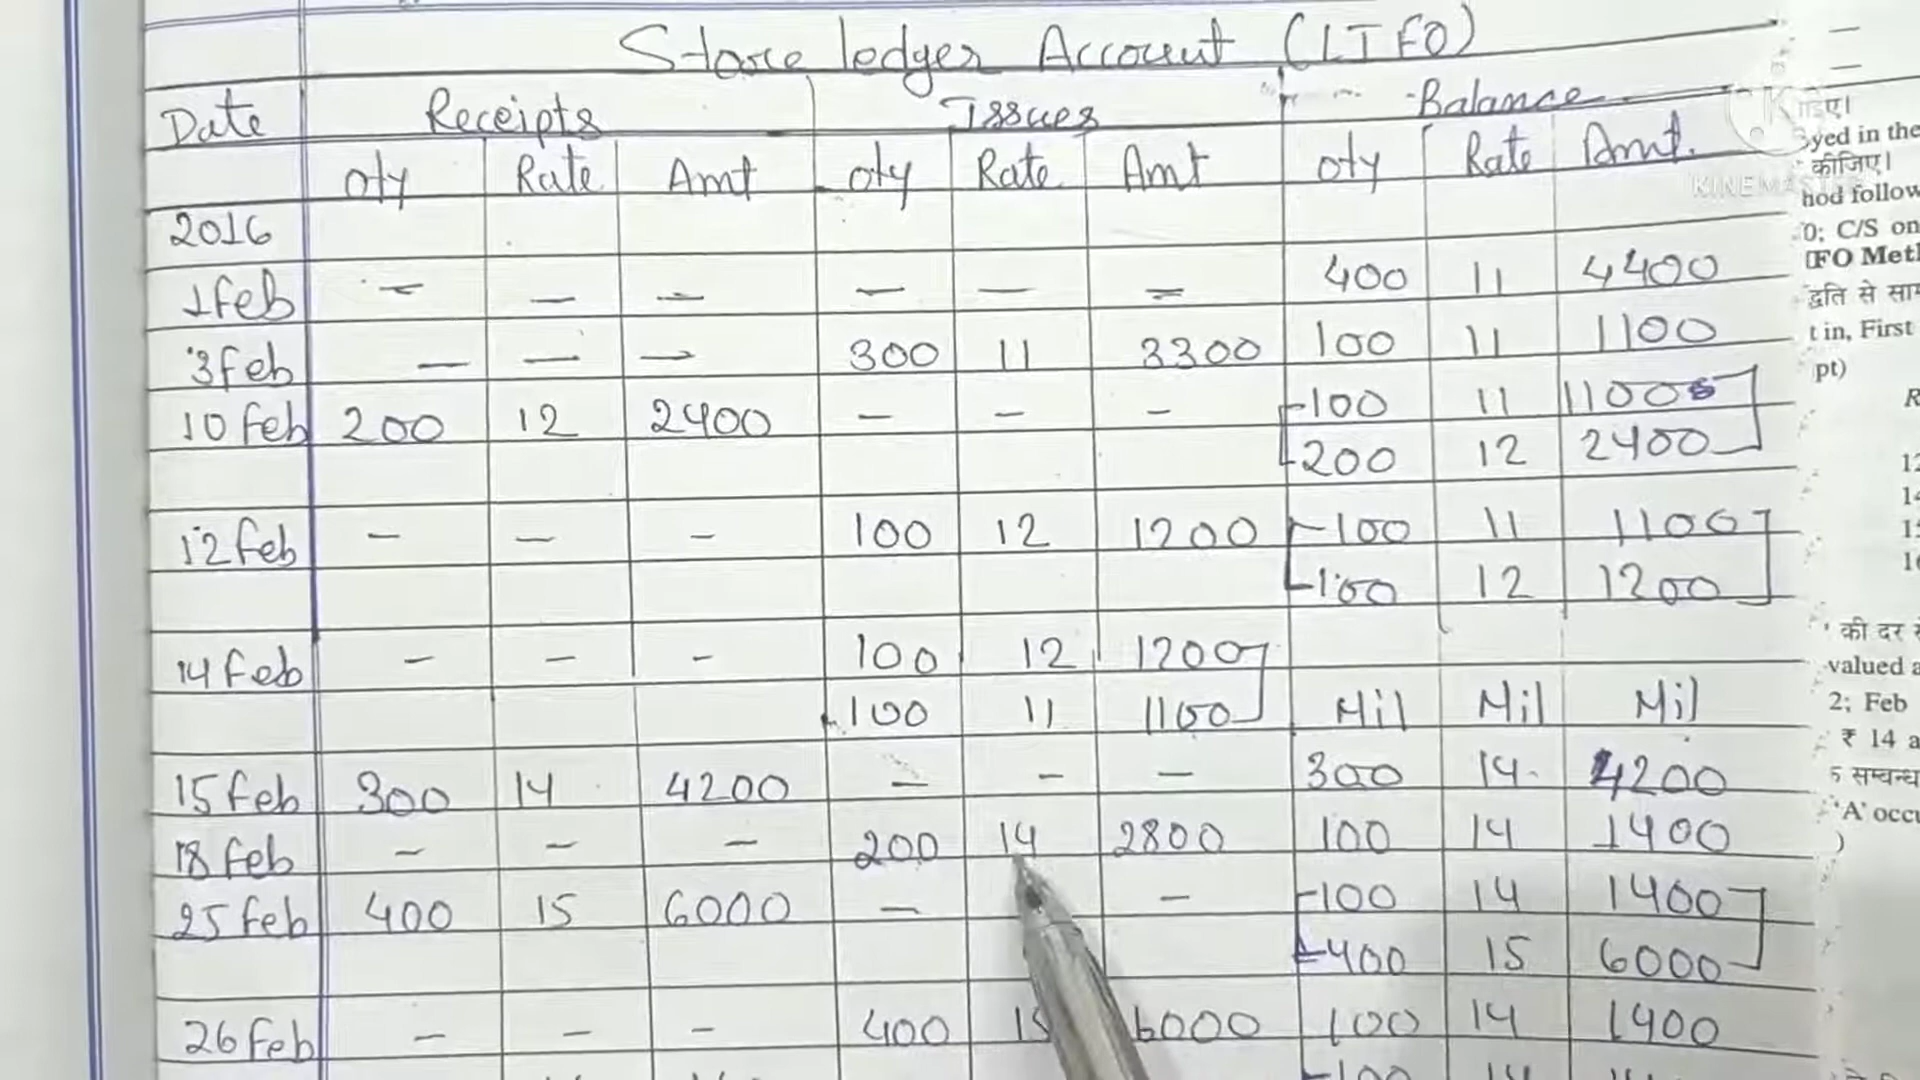 Store ledger Account (LIFO)
Date Receipts Issues Balance
Qty Rate Amt Qty Rate Amt Qty Rate Amt.
2016
1 Feb — — — — — — 400 11 4400
3 Feb — — — 300 11 3300 100 11 1100
10 Feb 200 12 2400 — — — 100 11 1100
200 12 2400
12 Feb — — — 100 12 1200 100 11 1100
100 12 1200
14 Feb — — — 100 12 1200
100 11 1100 Nil Nil Nil
15 Feb 300 14 4200 — — — 300 14 4200
18 Feb — — — 200 14 2800 100 14 1400
25 Feb 400 15 6000 — — 100 14 1400
400 15 6000
26 Feb — — — 400 15 6000 100 14 1400
yed in the
कीजिए।
hod follow
0; C/S on
FO Met
द्धति से
t in, First
pt)
की दर
valued a
2; Feb
₹ 14 a
'A' occu
)